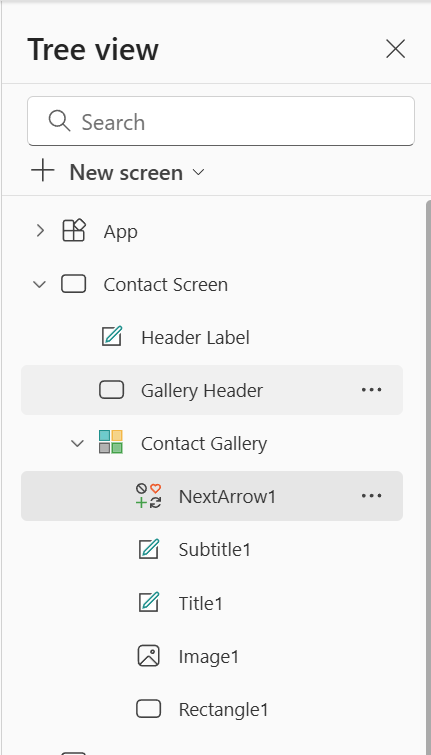 Tree view
Search
New screen
App
Contact Screen
Header Label
Gallery Header
Contact Gallery
NextArrow1
Subtitle1
Title1
Image1
Rectangle1